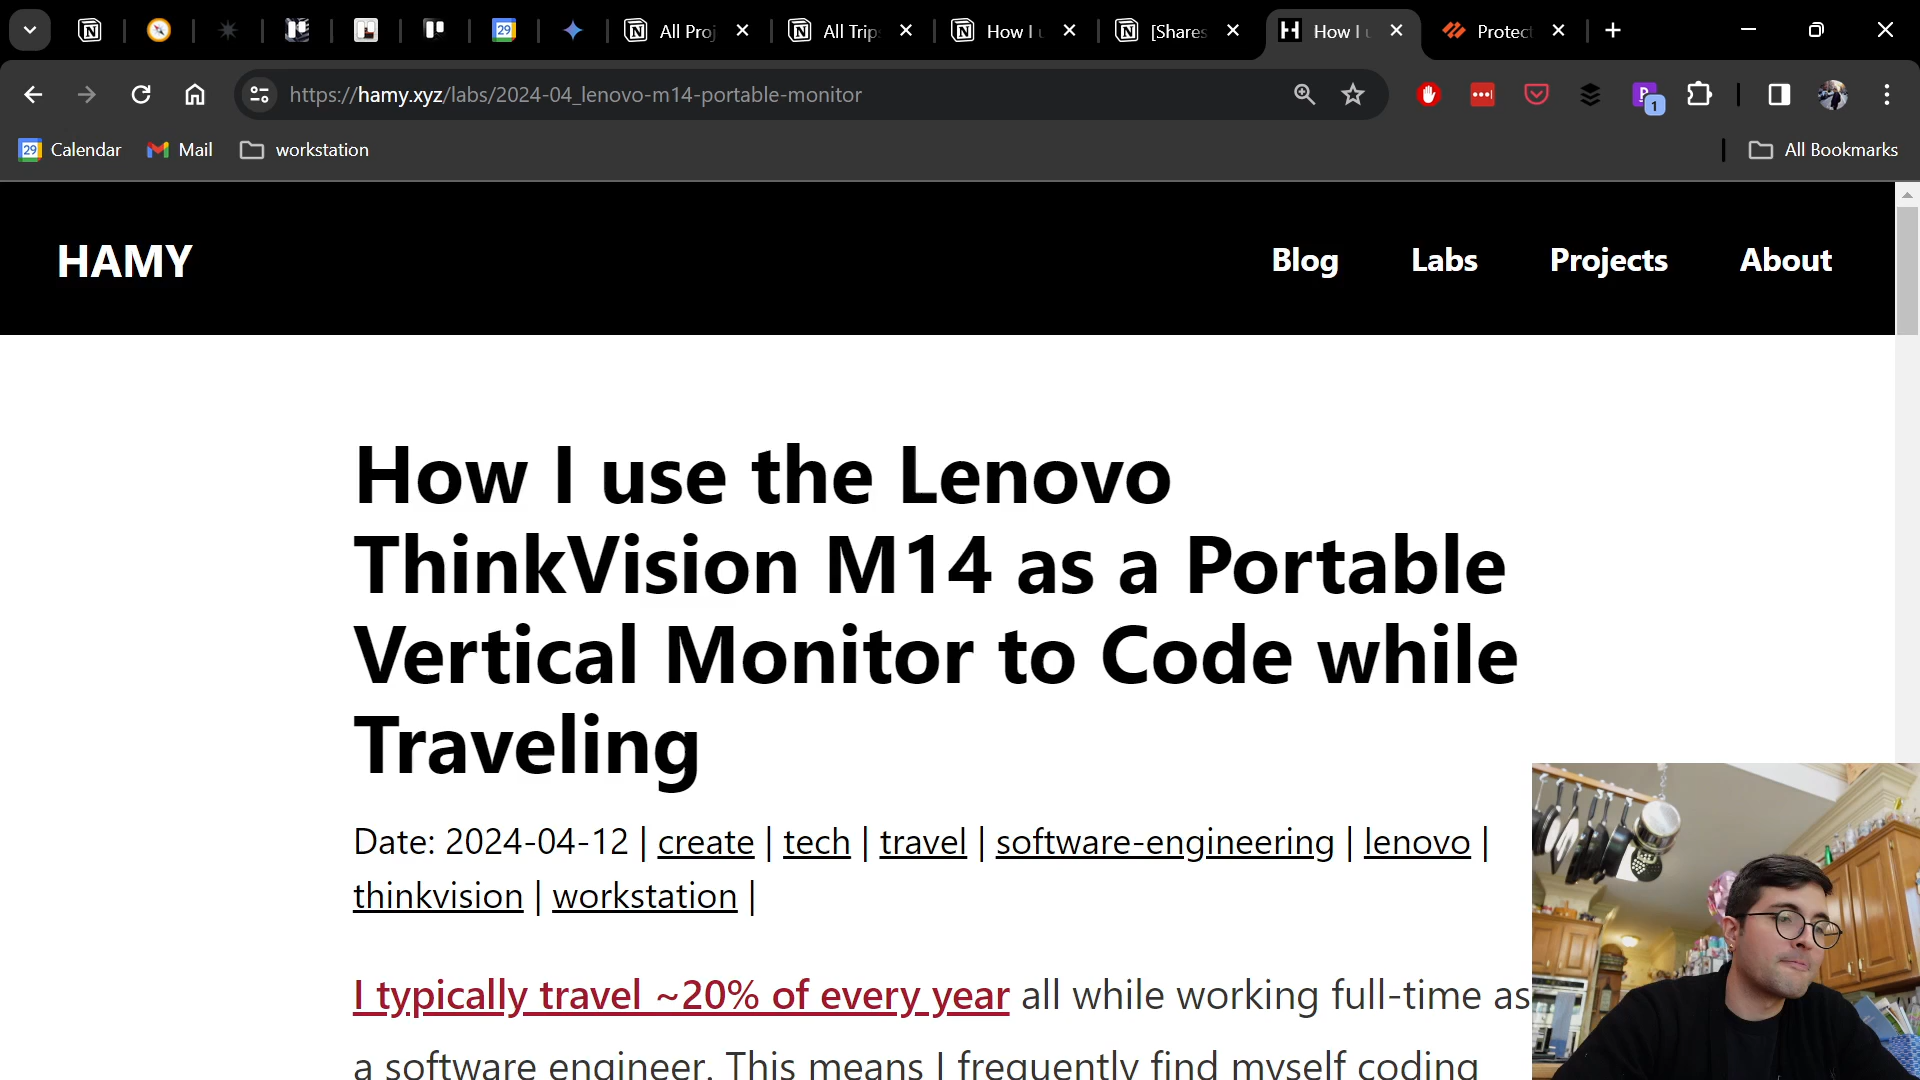 29
All Proj
All Trip
How I u
[Shares
How I u
Protect
https://hamy.xyz/labs/2024-04_lenovo-m14-portable-monitor
1
29 Calendar
Mail
workstation
All Bookmarks
HAMY
Blog
Labs
Projects
About
How I use the Lenovo
ThinkVision M14 as a Portable
Vertical Monitor to Code while
Traveling
Date: 2024-04-12 | create | tech | travel | software-engineering | lenovo |
thinkvision | workstation |
I typically travel ~20% of every year all while working full-time as
a software engineer. This means I frequently find myself coding